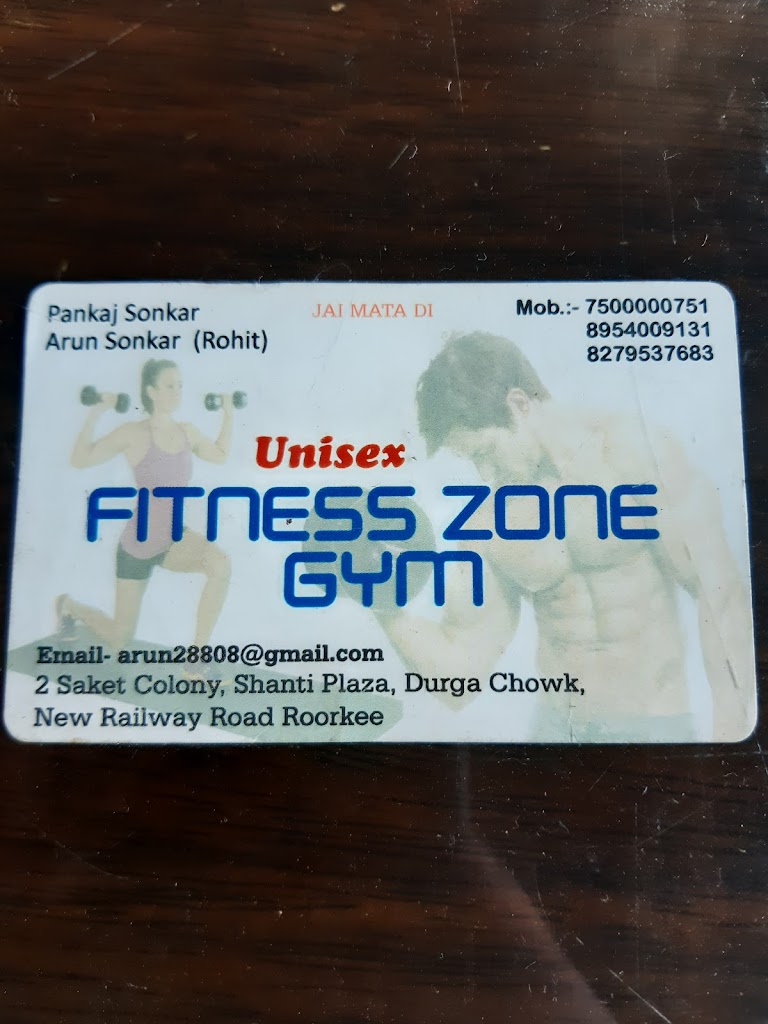 Pankaj Sonkar
Arun Sonkar (Rohit)
JAI MATA DI
Mob.:- 7500000751
8954009131
8279537683
Unisex
FITNESS ZONE
GYM
Email- arun28808@gmail.com
2 Saket Colony, Shanti Plaza, Durga Chowk,
New Railway Road Roorkee